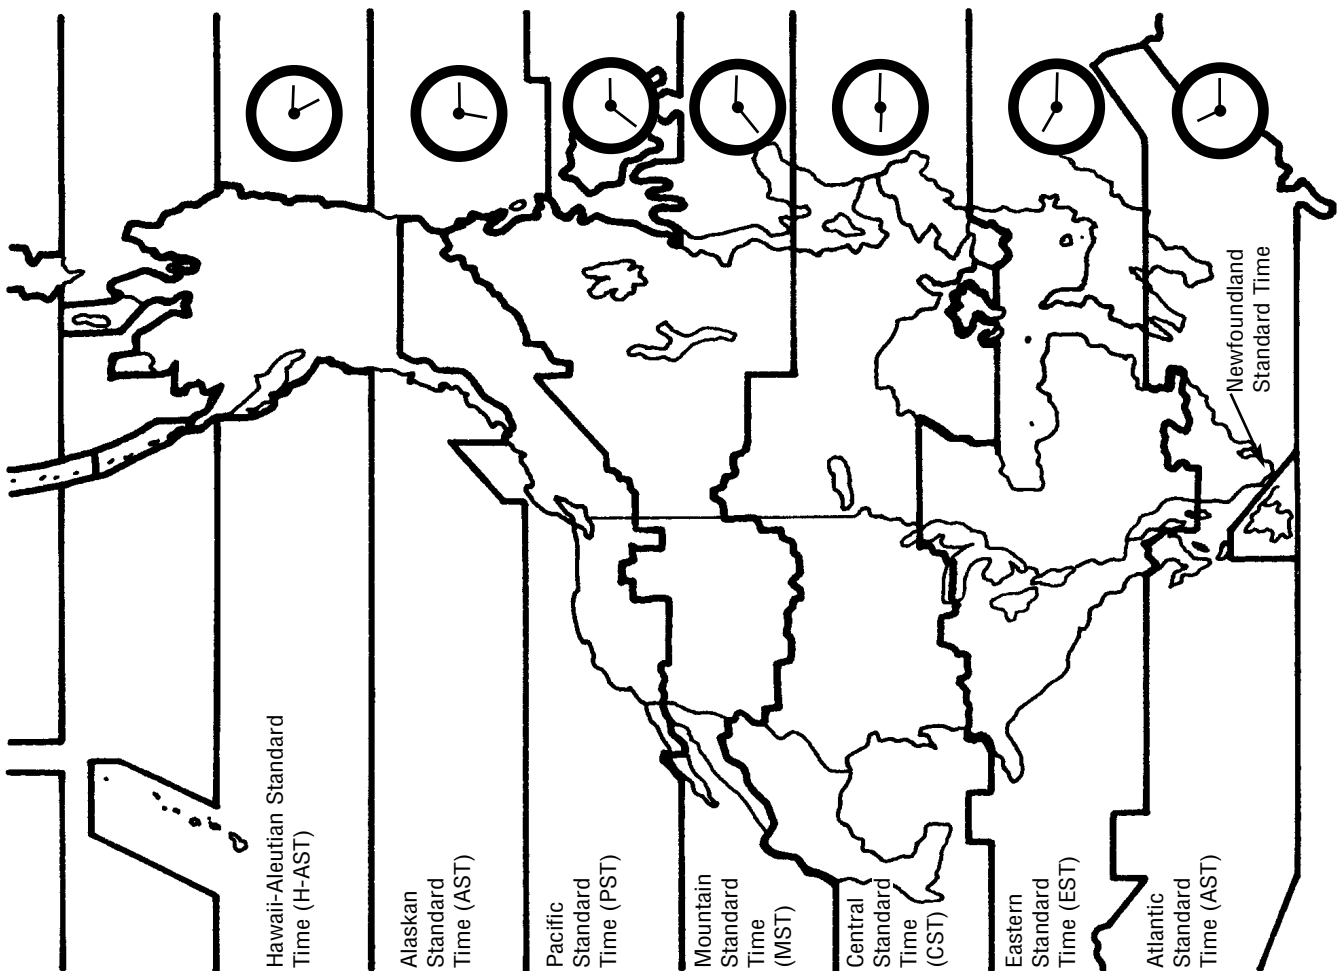 Hawaii-Aleutian Standard
Time (H-AST)
Alaskan
Standard
Time (AST)
Pacific
Standard
Time (PST)
Mountain
Standard
Time
(MST)
Central
Standard
Time
(CST)
Eastern
Standard
Time (EST)
Atlantic
Standard
Time (AST)
Newfoundland
Standard Time